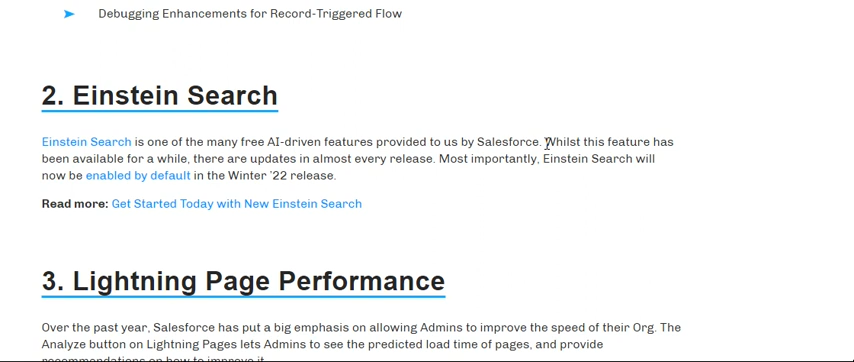 Debugging Enhancements for Record-Triggered Flow
2. Einstein Search
Einstein Search is one of the many free AI-driven features provided to us by Salesforce. Whilst this feature has
been available for a while, there are updates in almost every release. Most importantly, Einstein Search will
now be enabled by default in the Winter '22 release.
Read more: Get Started Today with New Einstein Search
3. Lightning Page Performance
Over the past year, Salesforce has put a big emphasis on allowing Admins to improve the speed of their Org. The
Analyze button on Lightning Pages lets Admins to see the predicted load time of pages, and provide
recommendations on how to improve it.